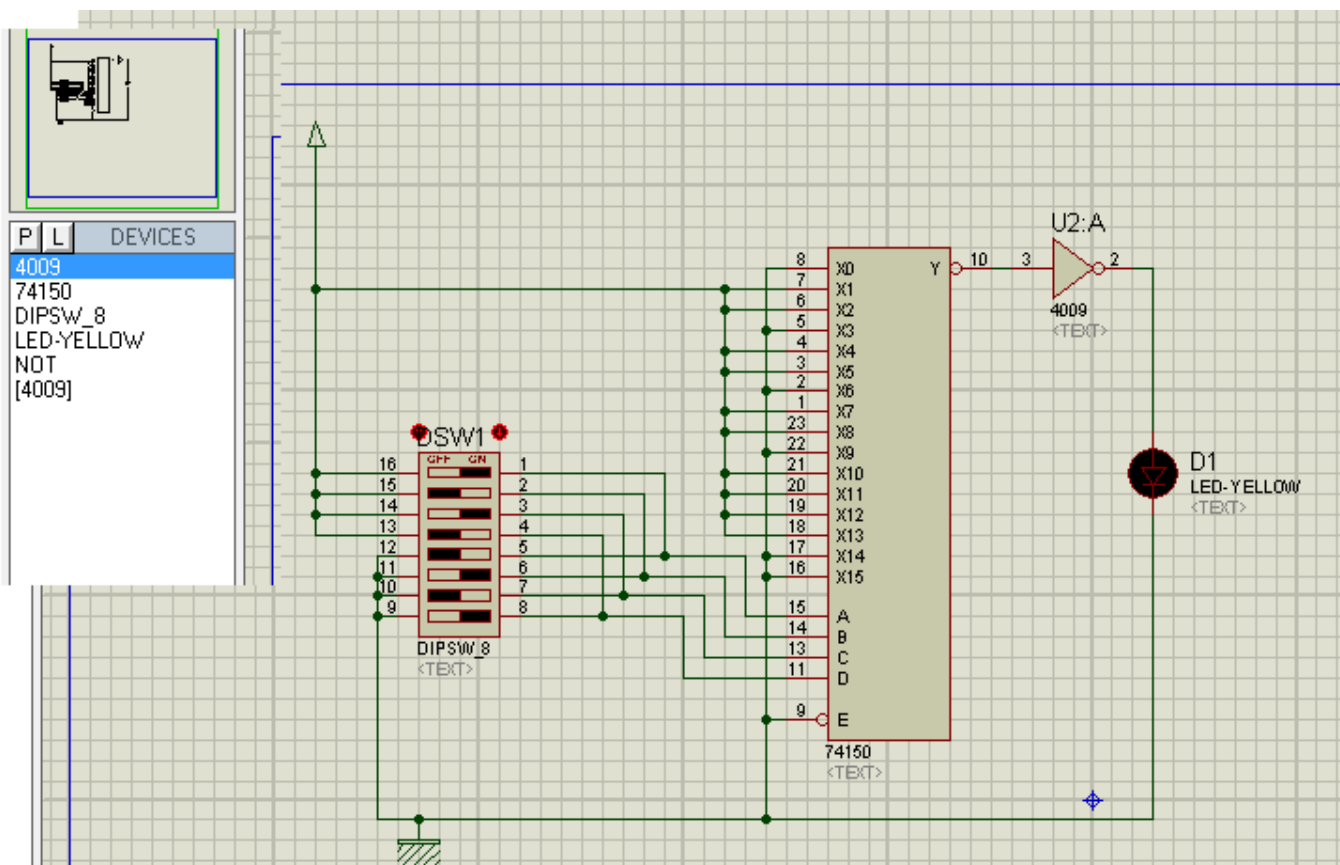 P L DEVICES
4009
74150
DIPSW_8
LED-YELLOW
NOT
[4009]
DSW1
OFF ON
16 1
15 2
14 3
13 4
12 5
11 6
10 7
9 8
DIPSW_8
<TEXT>
8 X0 Y 10
7 X1
6 X2
5 X3
4 X4
3 X5
2 X6
1 X7
23 X8
22 X9
21 X10
20 X11
19 X12
18 X13
17 X14
16 X15
15 A
14 B
13 C
11 D
9 E
74150
<TEXT>
U2:A
3 2
4009
<TEXT>
D1
LED-YELLOW
<TEXT>